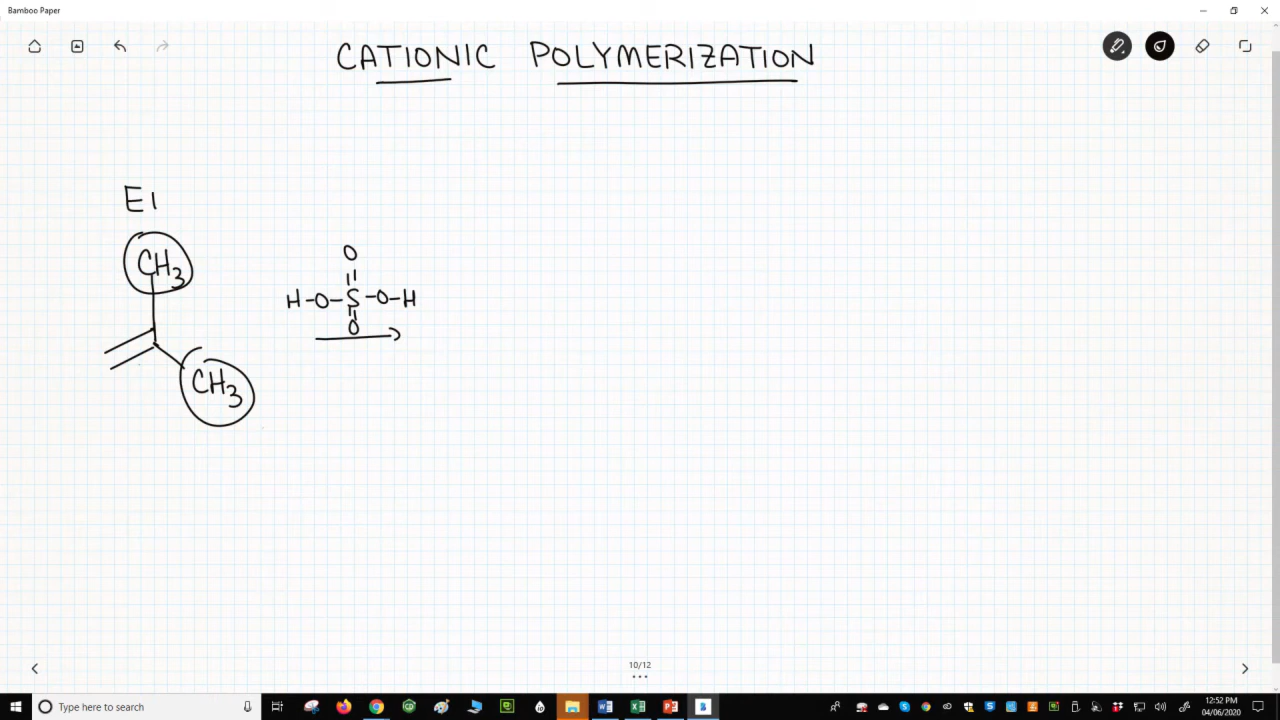 Bamboo Paper
CATIONIC POLYMERIZATION
E1
CH3
CH3
O
H-O-S-O-H
O
10/12
Type here to search
12:52 PM
04/06/2020